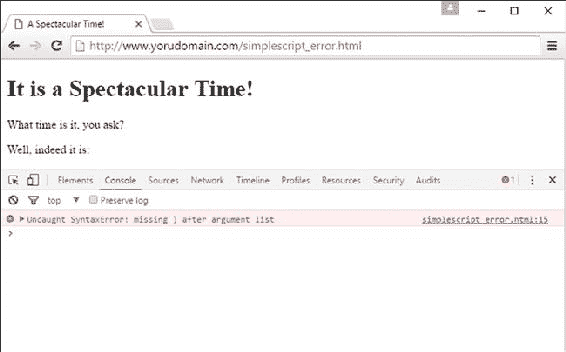 A Spectacular Time!
http://www.yorudomain.com/simplescript_error.html
It is a Spectacular Time!
What time is it, you ask?
Well, indeed it is:
Elements Console Sources Network Timeline Profiles Resources Security Audits 1
top Preserve log
Uncaught SyntaxError: missing ) after argument list simplescript_error.html:15